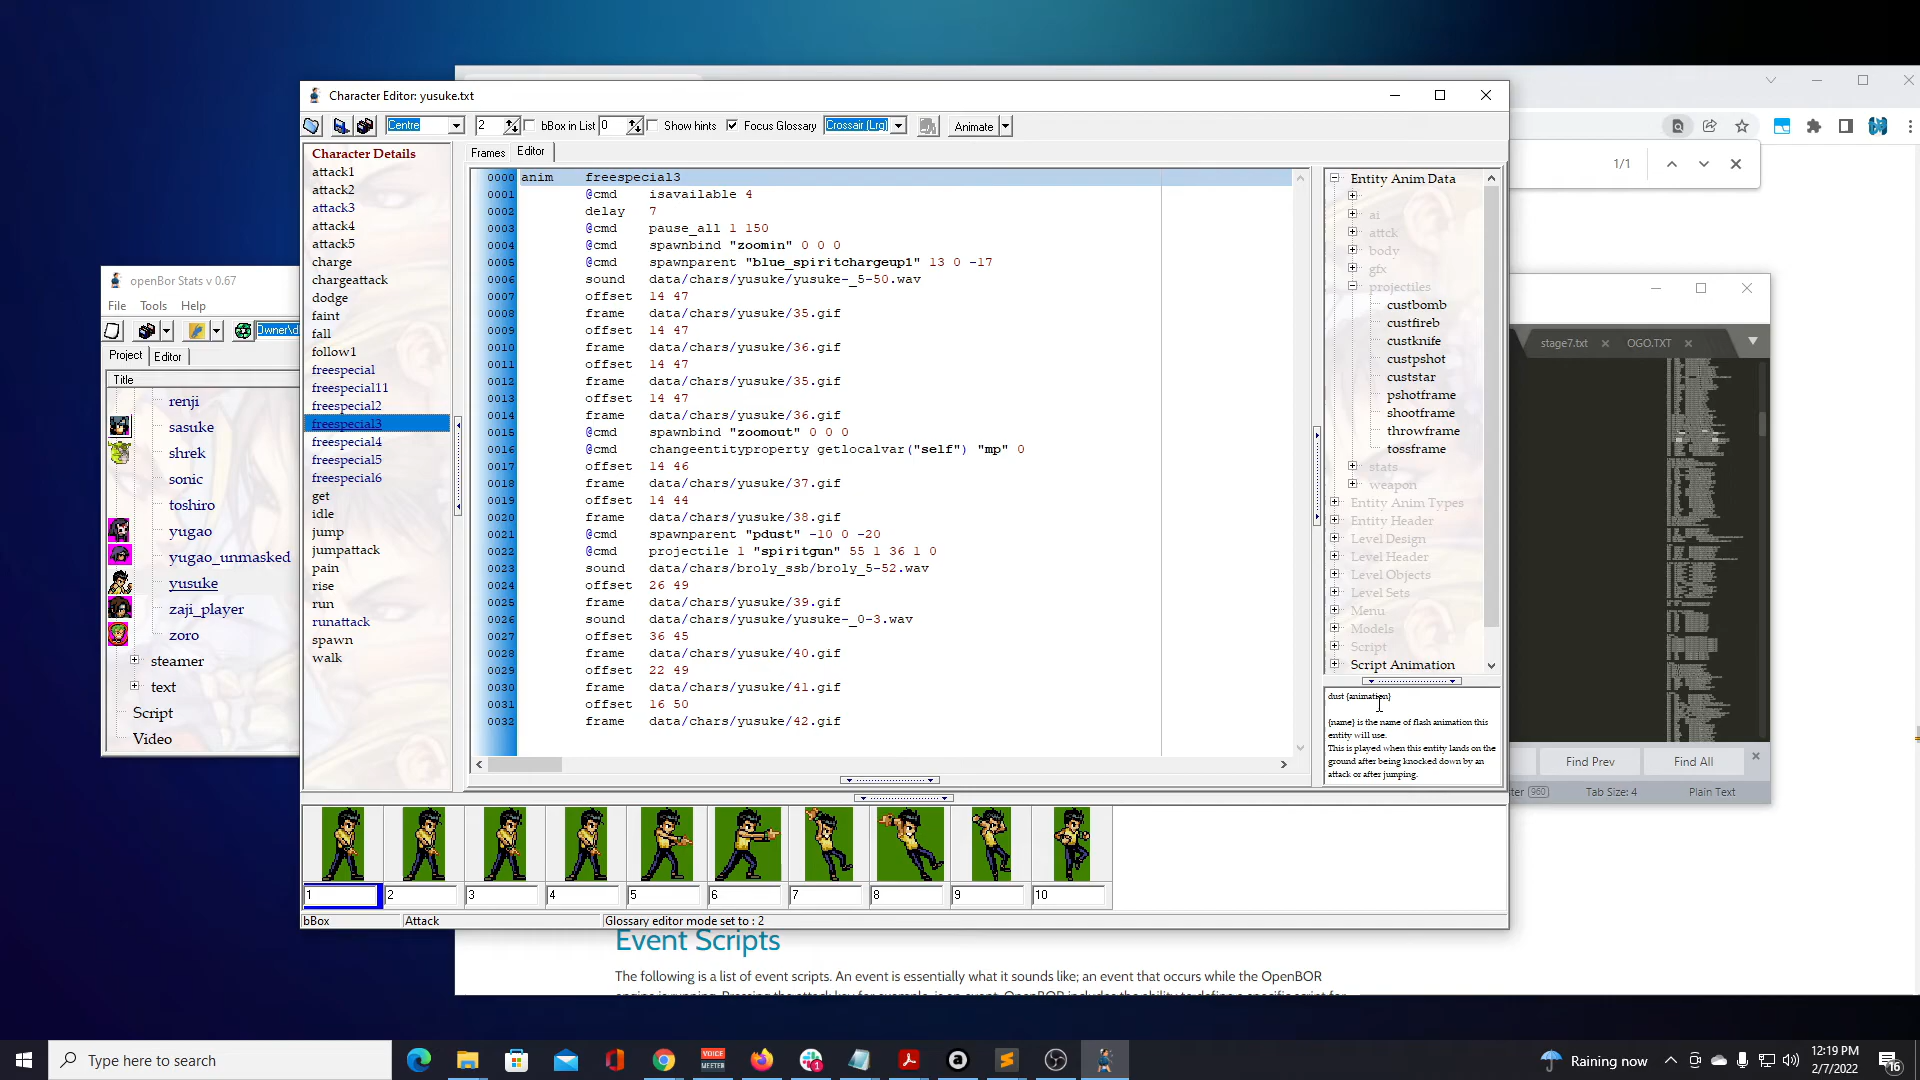 Character Editor: yusuke.txt
Centre
2
bBox in List
0
Show hints
Focus Glossary
Crossair (Lrg)
Animate
Character Details
attack1
attack2
attack3
attack4
attack5
charge
chargeattack
dodge
faint
fall
follow1
freespecial
freespecial11
freespecial2
freespecial3
freespecial4
freespecial5
freespecial6
get
idle
jump
jumpattack
pain
rise
run
runattack
spawn
walk
Frames
Editor
0000 anim freespecial3
0001 @cmd isavailable 4
0002 delay 7
0003 @cmd pause_all 1 150
0004 @cmd spawnbind "zoomin" 0 0 0
0005 @cmd spawnparent "blue_spiritchargeup1" 13 0 -17
0006 sound data/chars/yusuke/yusuke-_5-50.wav
0007 offset 14 47
0008 frame data/chars/yusuke/35.gif
0009 offset 14 47
0010 frame data/chars/yusuke/36.gif
0011 offset 14 47
0012 frame data/chars/yusuke/35.gif
0013 offset 14 47
0014 frame data/chars/yusuke/36.gif
0015 @cmd spawnbind "zoomout" 0 0 0
0016 @cmd changeentityproperty getlocalvar("self") "mp" 0
0017 offset 14 46
0018 frame data/chars/yusuke/37.gif
0019 offset 14 44
0020 frame data/chars/yusuke/38.gif
0021 @cmd spawnparent "pdust" -10 0 -20
0022 @cmd projectile 1 "spiritgun" 55 1 36 1 0
0023 sound data/chars/broly_ssb/broly_5-52.wav
0024 offset 26 49
0025 frame data/chars/yusuke/39.gif
0026 sound data/chars/yusuke/yusuke-_0-3.wav
0027 offset 36 45
0028 frame data/chars/yusuke/40.gif
0029 offset 22 49
0030 frame data/chars/yusuke/41.gif
0031 offset 16 50
0032 frame data/chars/yusuke/42.gif
Entity Anim Data
ai
attck
body
gfx
projectiles
custbomb
custfireb
custknife
custpshot
custstar
pshotframe
shootframe
throwframe
tossframe
stats
weapon
Entity Anim Types
Entity Header
Level Design
Level Header
Level Objects
Level Sets
Menu
Models
Script
Script Animation
dust {animation}
{name} is the name of flash animation this
entity will use.
This is played when this entity lands on the
ground after being knocked down by an
attack or after jumping.
1
2
3
4
5
6
7
8
9
10
bBox
Attack
Glossary editor mode set to : 2
openBor Stats v 0.67
File Tools Help
Owner\d
Project
Editor
Title
renji
sasuke
shrek
sonic
toshiro
yugao
yugao_unmasked
yusuke
zaji_player
zoro
steamer
text
Script
Video
1/1
stage7.txt
OGO.TXT
Find Prev
Find All
Tab Size: 4
Plain Text
Event Scripts
The following is a list of event scripts. An event is essentially what it sounds like; an event that occurs while the OpenBOR
Type here to search
VOICE
MEETER
Raining now
12:19 PM
2/7/2022
16